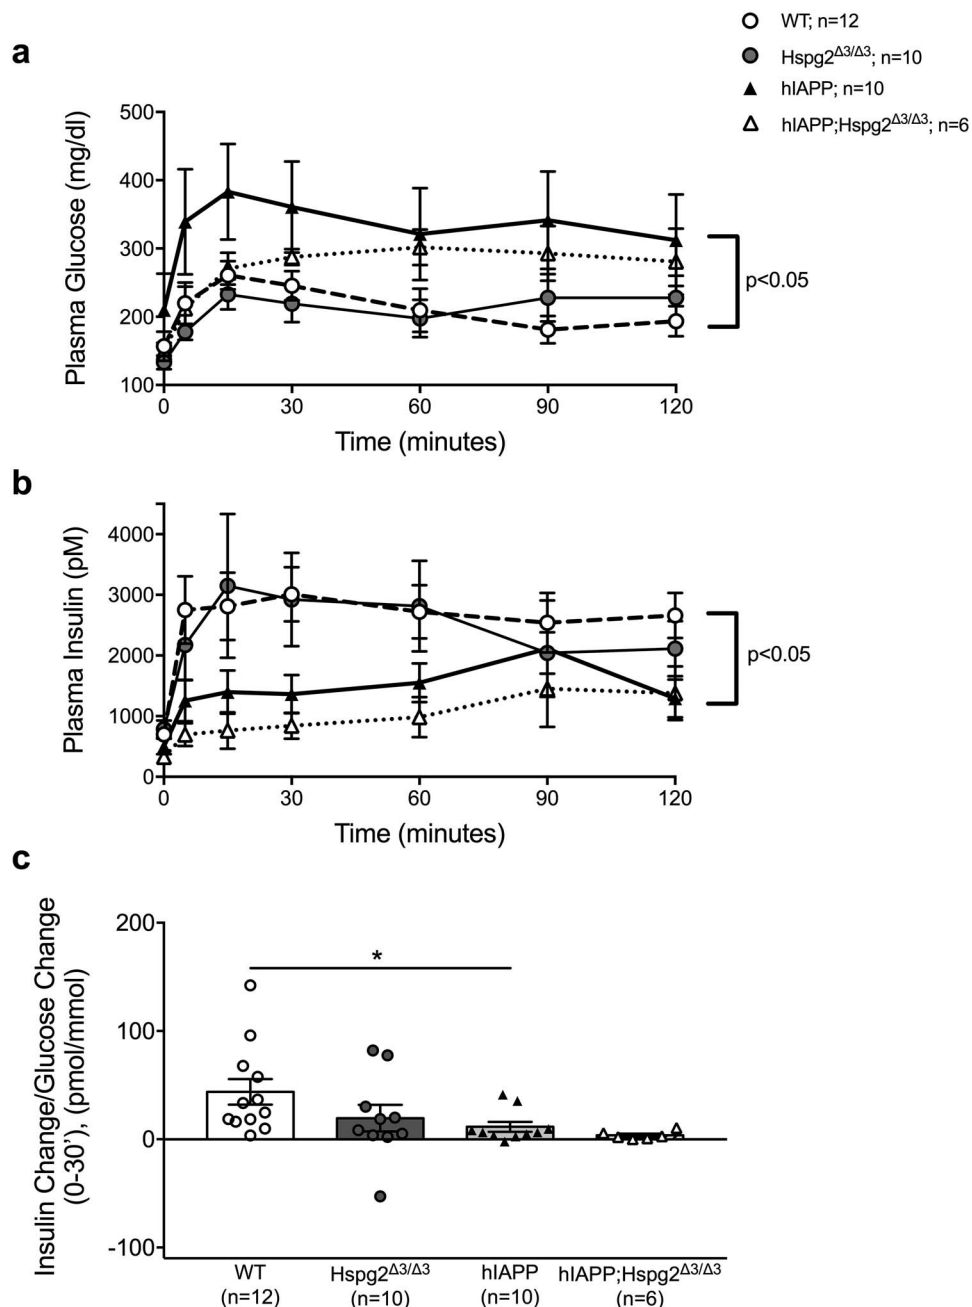 WT; n=12
Hspg2Δ3/Δ3; n=10
hIAPP; n=10
hIAPP;Hspg2Δ3/Δ3; n=6
a
Plasma Glucose (mg/dl)
500
400
300
200
100
0 30 60 90 120
Time (minutes)
p<0.05
b
Plasma Insulin (pM)
4000
3000
2000
1000
0
0 30 60 90 120
Time (minutes)
p<0.05
c
Insulin Change/Glucose Change
(0-30'), (pmol/mmol)
200
100
0
-100
*
WT Hspg2Δ3/Δ3 hIAPP hIAPP;Hspg2Δ3/Δ3
(n=12) (n=10) (n=10) (n=6)